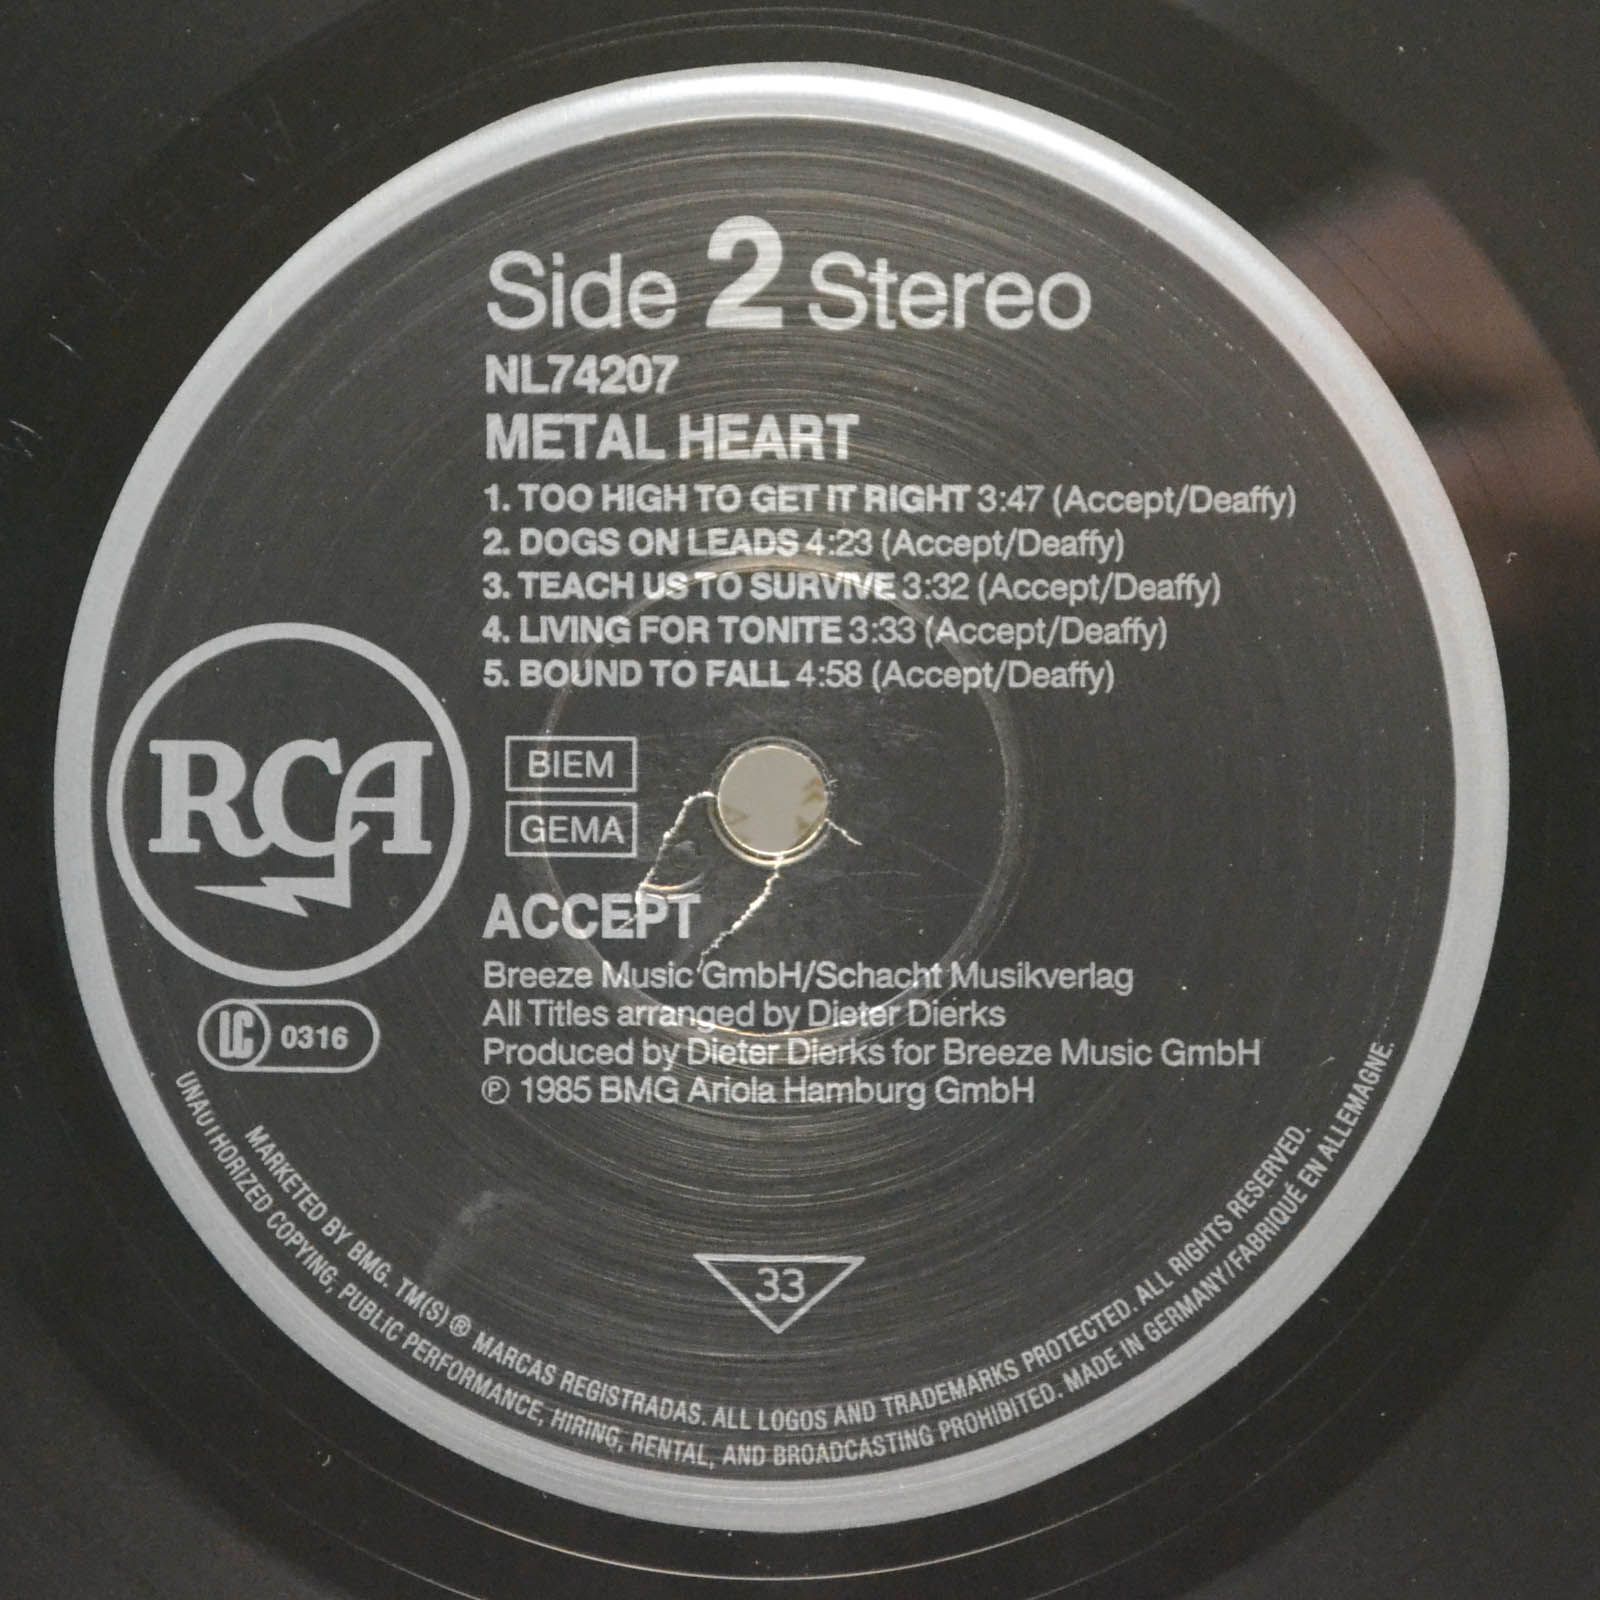 Side 2 Stereo
NL74207
METAL HEART
1. TOO HIGH TO GET IT RIGHT 3:47 (Accept/Deaffy)
2. DOGS ON LEADS 4:23 (Accept/Deaffy)
3. TEACH US TO SURVIVE 3:32 (Accept/Deaffy)
4. LIVING FOR TONITE 3:33 (Accept/Deaffy)
5. BOUND TO FALL 4:58 (Accept/Deaffy)
RCA
BIEM
GEMA
ACCEPT
Breeze Music GmbH/Schacht Musikverlag
All Titles arranged by Dieter Dierks
Produced by Dieter Dierks for Breeze Music GmbH
℗ 1985 BMG Ariola Hamburg GmbH
LC 0316
33
MARKETED BY BMG. TM(S) ® MARCAS REGISTRADAS. ALL LOGOS AND TRADEMARKS PROTECTED. ALL RIGHTS RESERVED.
UNAUTHORIZED COPYING, PUBLIC PERFORMANCE, HIRING, RENTAL, AND BROADCASTING PROHIBITED. MADE IN GERMANY/FABRIQUÉ EN ALLEMAGNE.